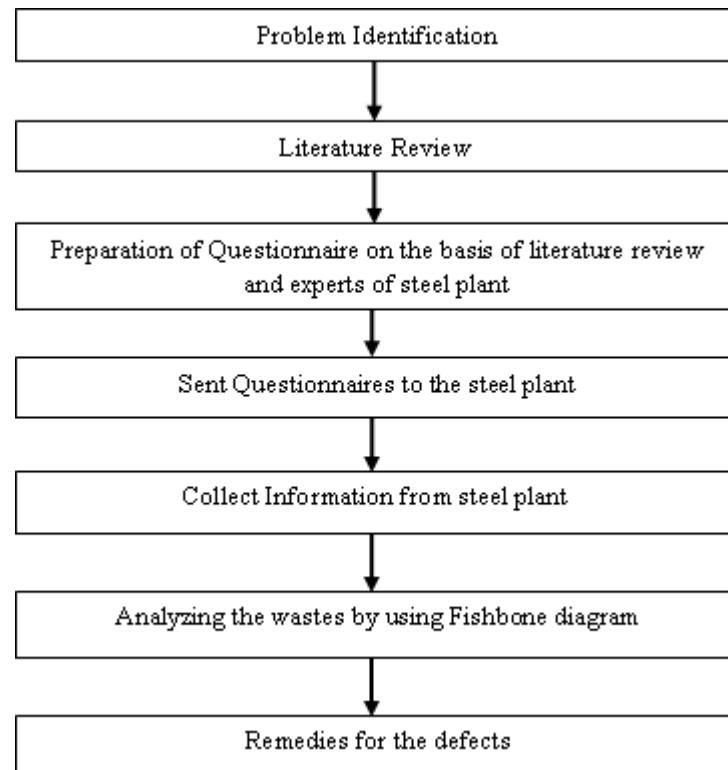 Problem Identification
Literature Review
Preparation of Questionnaire on the basis of literature review
and experts of steel plant
Sent Questionnaires to the steel plant
Collect Information from steel plant
Analyzing the wastes by using Fishbone diagram
Remedies for the defects